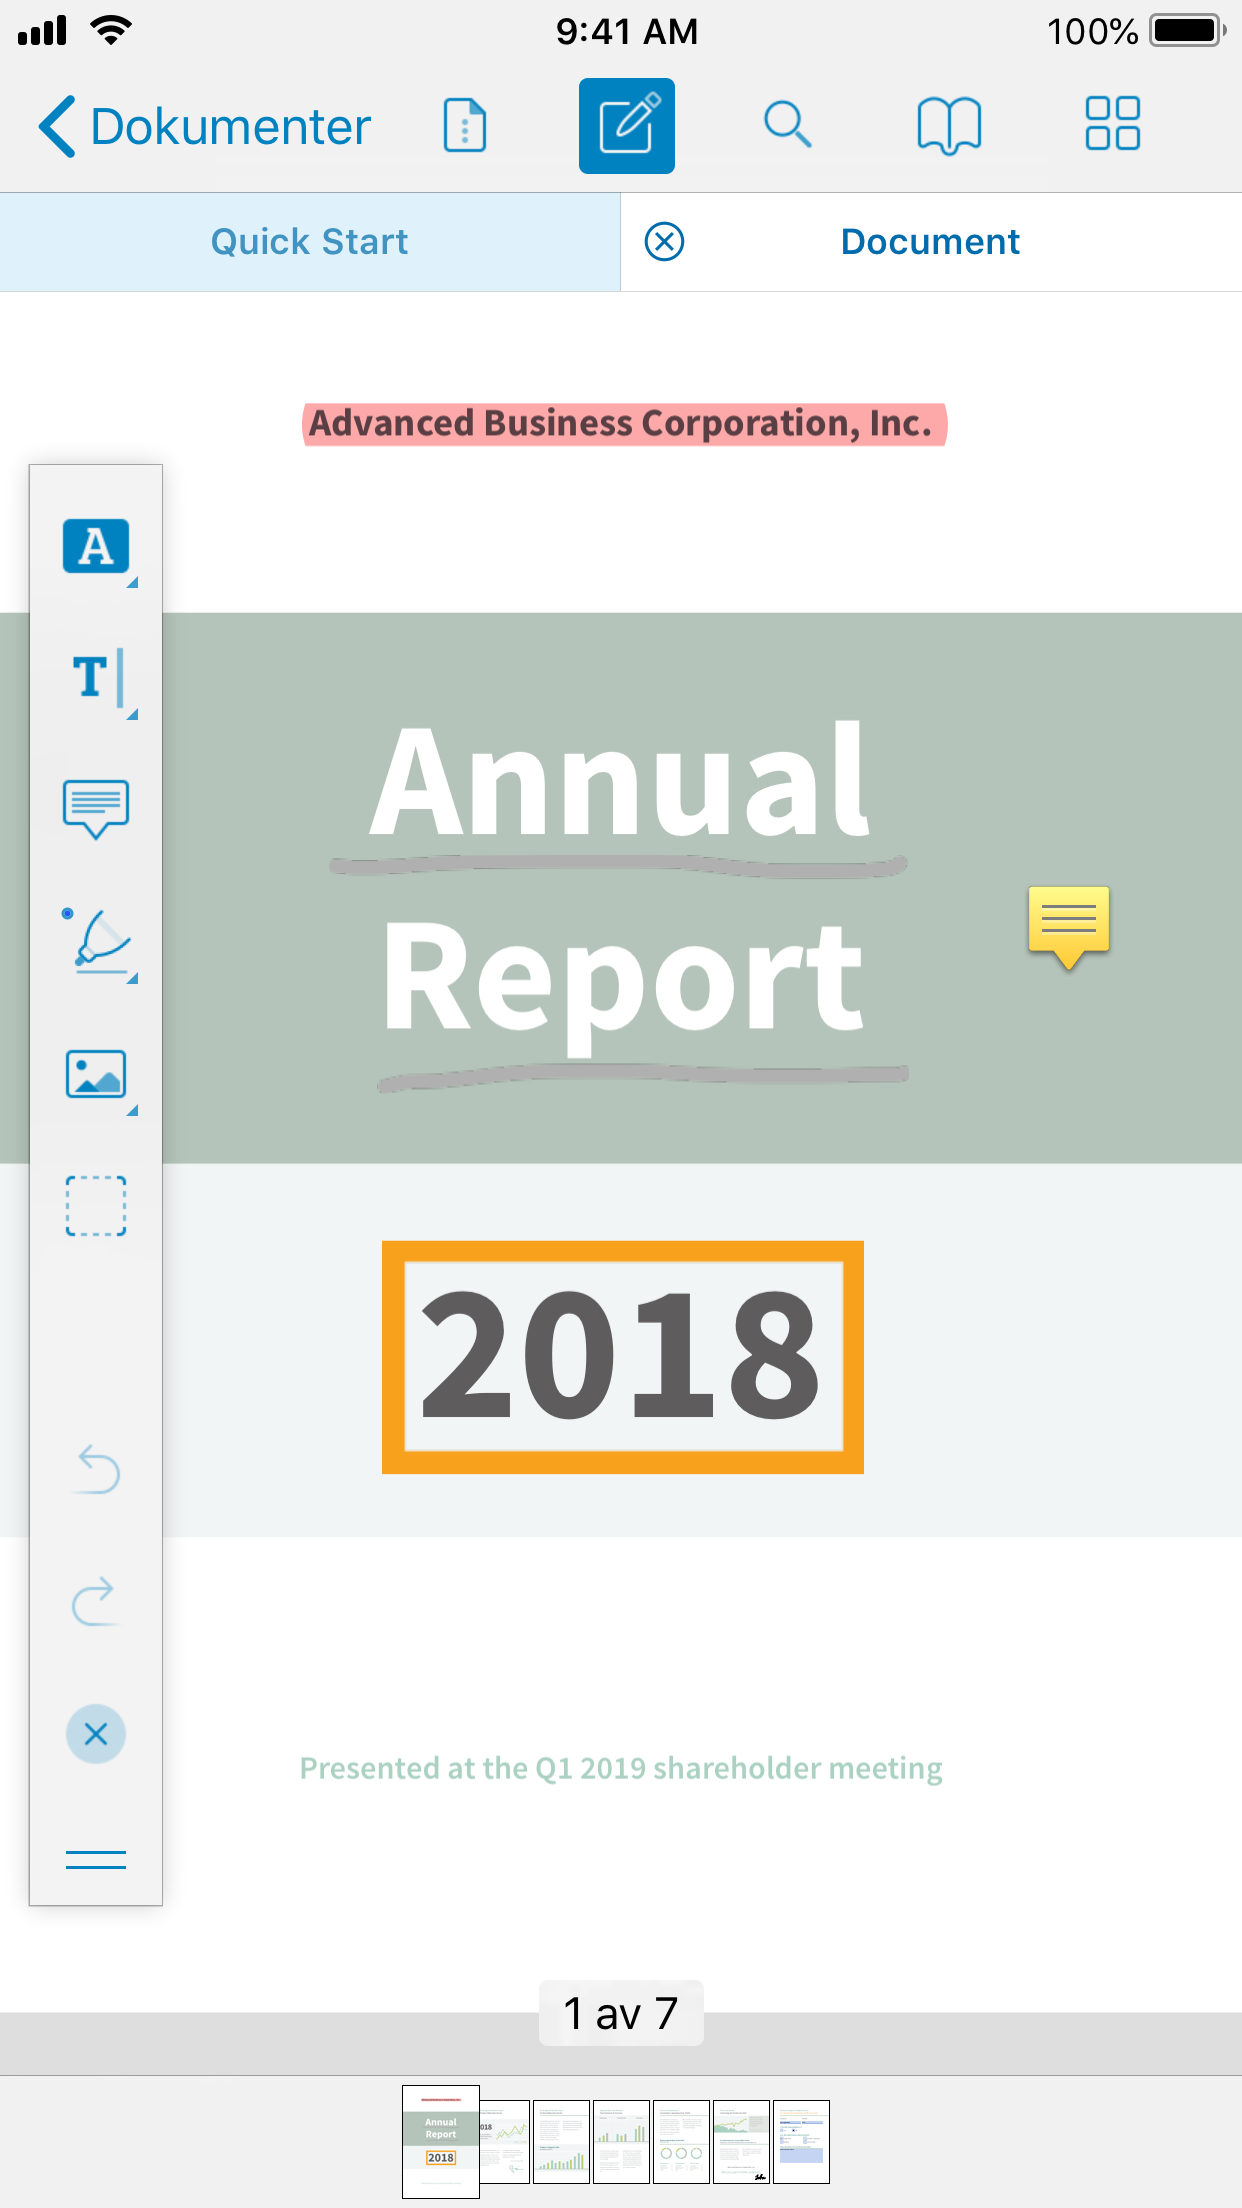 9:41 AM
100%
Dokumenter
Quick Start
Document
Advanced Business Corporation, Inc.
A
T
Annual
Report
2018
Presented at the Q1 2019 shareholder meeting
1 av 7
Annual
Report
2018